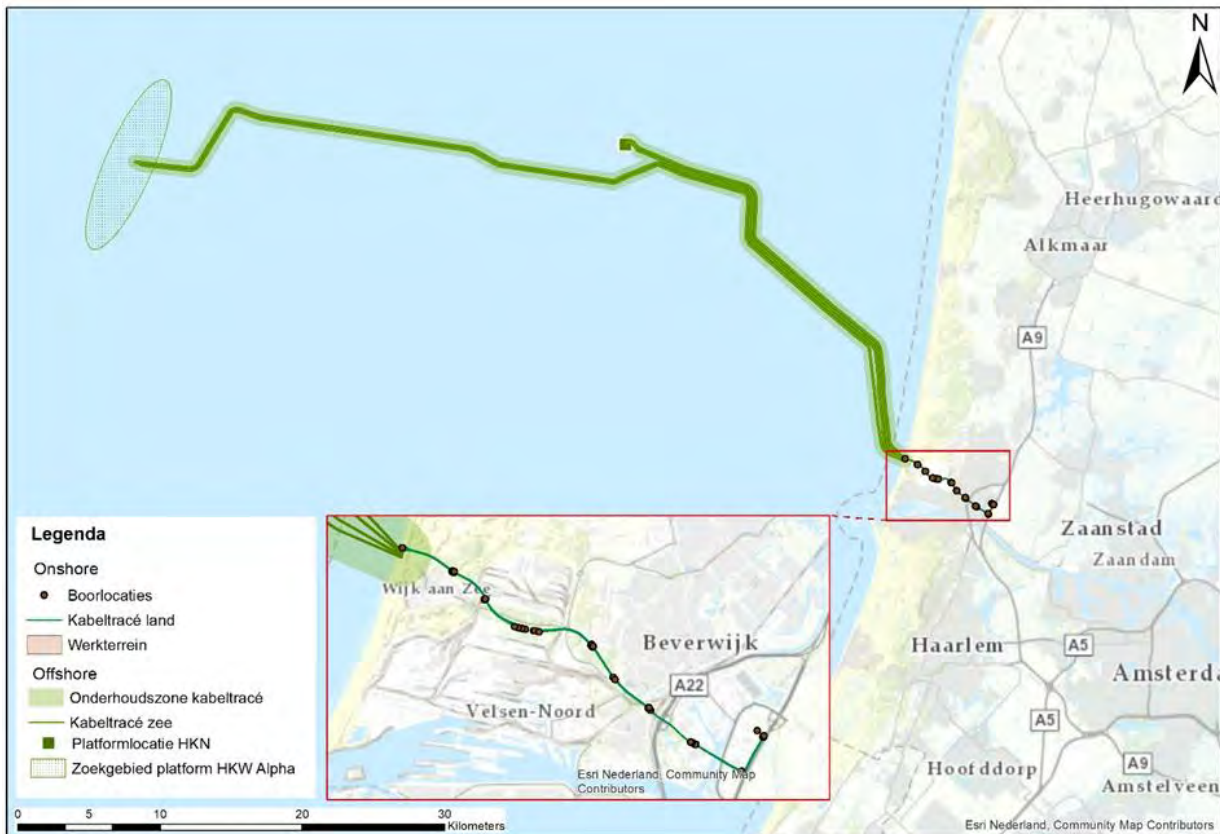 N
Heerhugowaard
Alkmaar
A9
Zaanstad
Zaandam
Haarlem
A5
Amsterda
A5
Hoofddorp
A9
Amstelveen
Wijk aan Zee
Beverwijk
A22
Velsen-Noord
Esri Nederland, Community Map
Contributors
Legenda
Onshore
Boorlocaties
Kabeltracé land
Werkterrein
Offshore
Onderhoudszone kabeltracé
Kabeltracé zee
Platformlocatie HKN
Zoekgebied platform HKW Alpha
0 5 10 20 30
Kilometers
Esri Nederland, Community Map Contributors